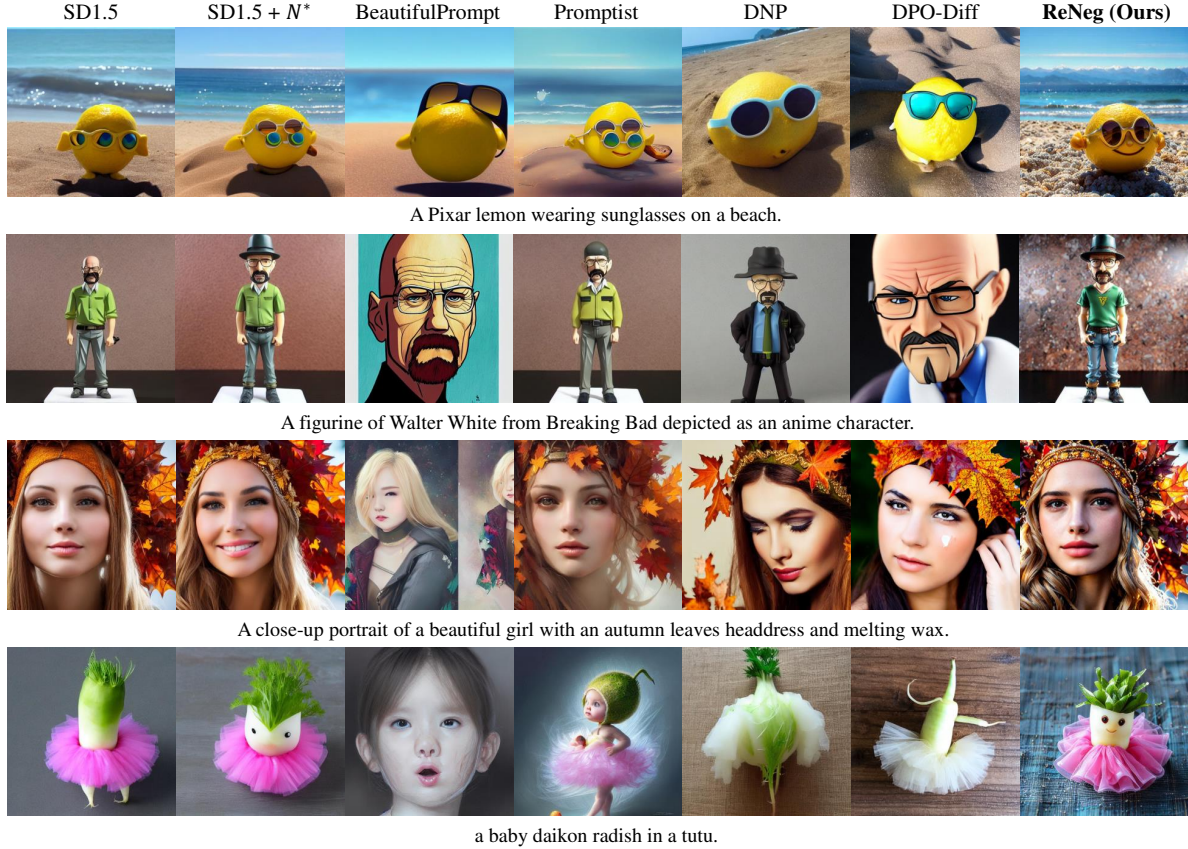 SD1.5 SD1.5 + N* BeautifulPrompt Promptist DNP DPO-Diff ReNeg (Ours)
A Pixar lemon wearing sunglasses on a beach.
A figurine of Walter White from Breaking Bad depicted as an anime character.
A close-up portrait of a beautiful girl with an autumn leaves headdress and melting wax.
a baby daikon radish in a tutu.